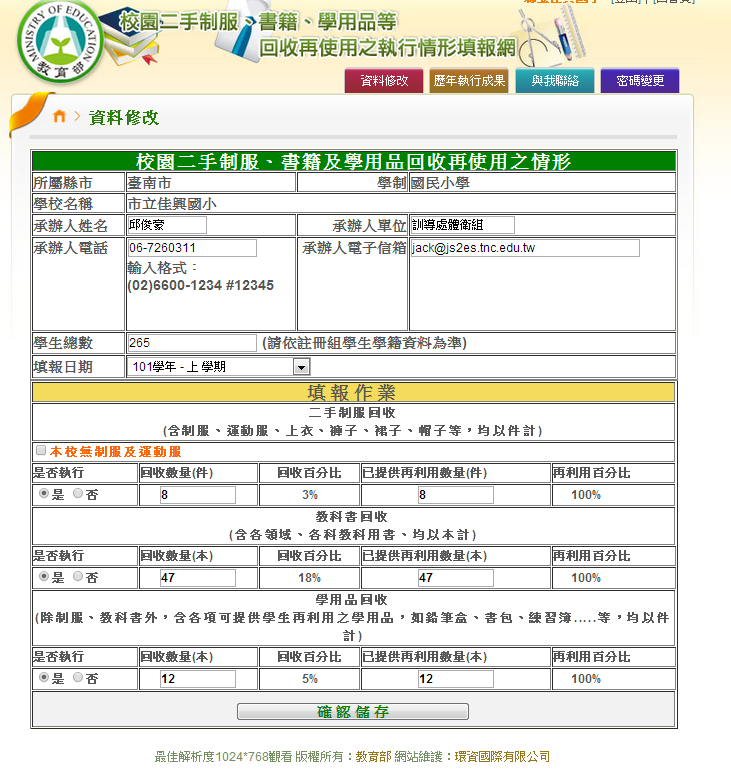 校園二手制服、書籍、學用品等
回收再使用之執行情形填報網
MINISTRY OF EDUCATION
教育部
資料修改 歷年執行成果 與我聯絡 密碼變更
資料修改
校園二手制服、書籍及學用品回收再使用之情形
所屬縣市 臺南市 學制 國民小學
學校名稱 市立佳興國小
承辦人姓名 邱俊豪 承辦人單位 訓導處體衛組
承辦人電話 06-7260311 承辦人電子信箱 jack@js2es.tnc.edu.tw
輸入格式：
(02)6600-1234 #12345
學生總數 265 (請依註冊組學生學籍資料為準)
填報日期 101學年 - 上 學期
填報作業
二手制服回收
(含制服、運動服、上衣、褲子、裙子、帽子等，均以件計)
本校無制服及運動服
是否執行 回收數量(件) 回收百分比 已提供再利用數量(件) 再利用百分比
是 否 8 3% 8 100%
教科書回收
(含各領域、各科教科用書、均以本計)
是否執行 回收數量(本) 回收百分比 已提供再利用數量(本) 再利用百分比
是 否 47 18% 47 100%
學用品回收
(除制服、教科書外，含各項可提供學生再利用之學用品，如鉛筆盒、書包、練習簿.....等，均以件
計)
是否執行 回收數量(本) 回收百分比 已提供再利用數量(本) 再利用百分比
是 否 12 5% 12 100%
確認儲存
最佳解析度1024*768觀看 版權所有：教育部 網站維護：環資國際有限公司